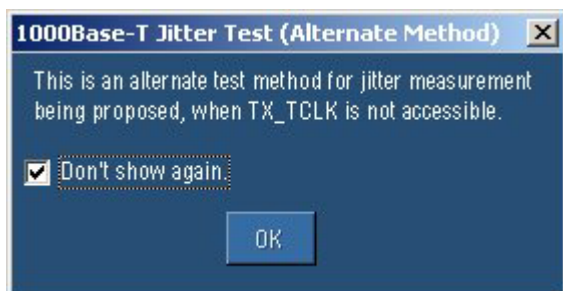 1000Base-T Jitter Test (Alternate Method)
This is an alternate test method for jitter measurement
being proposed, when TX_TCLK is not accessible.
Don't show again.
OK